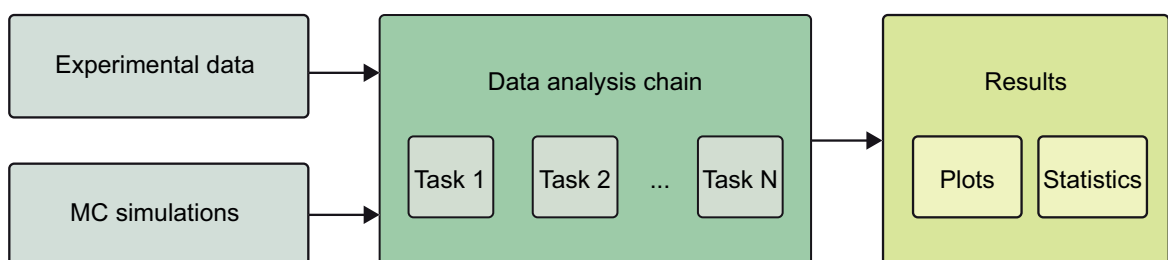 Experimental data
MC simulations
Data analysis chain
Task 1
Task 2
...
Task N
Results
Plots
Statistics